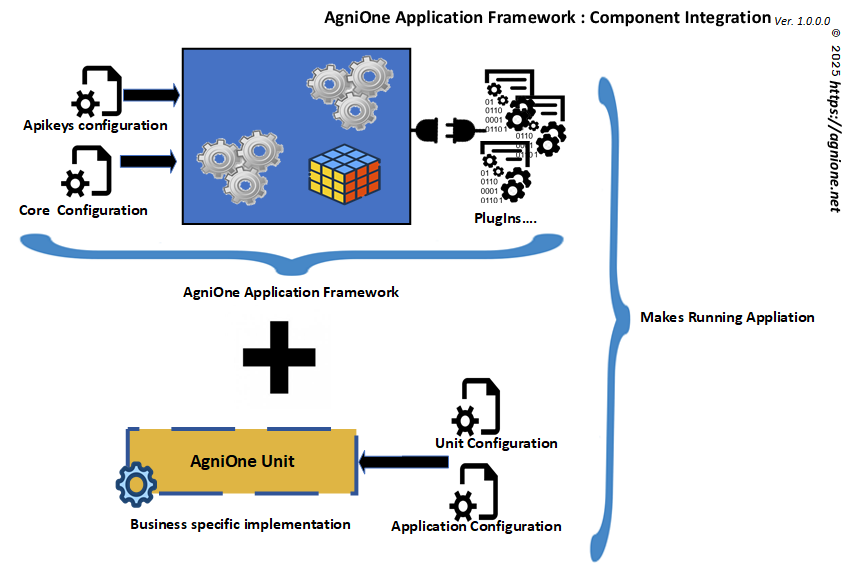 AgniOne Application Framework : Component Integration Ver. 1.0.0.0
© 2025 https://agnione.net
Apikeys configuration
Core Configuration
01
0110
0001
01101
0110
0001
01101
01
0110
0001
01101
PlugIns....
AgniOne Application Framework
Makes Running Appliation
Unit Configuration
AgniOne Unit
Application Configuration
Business specific implementation